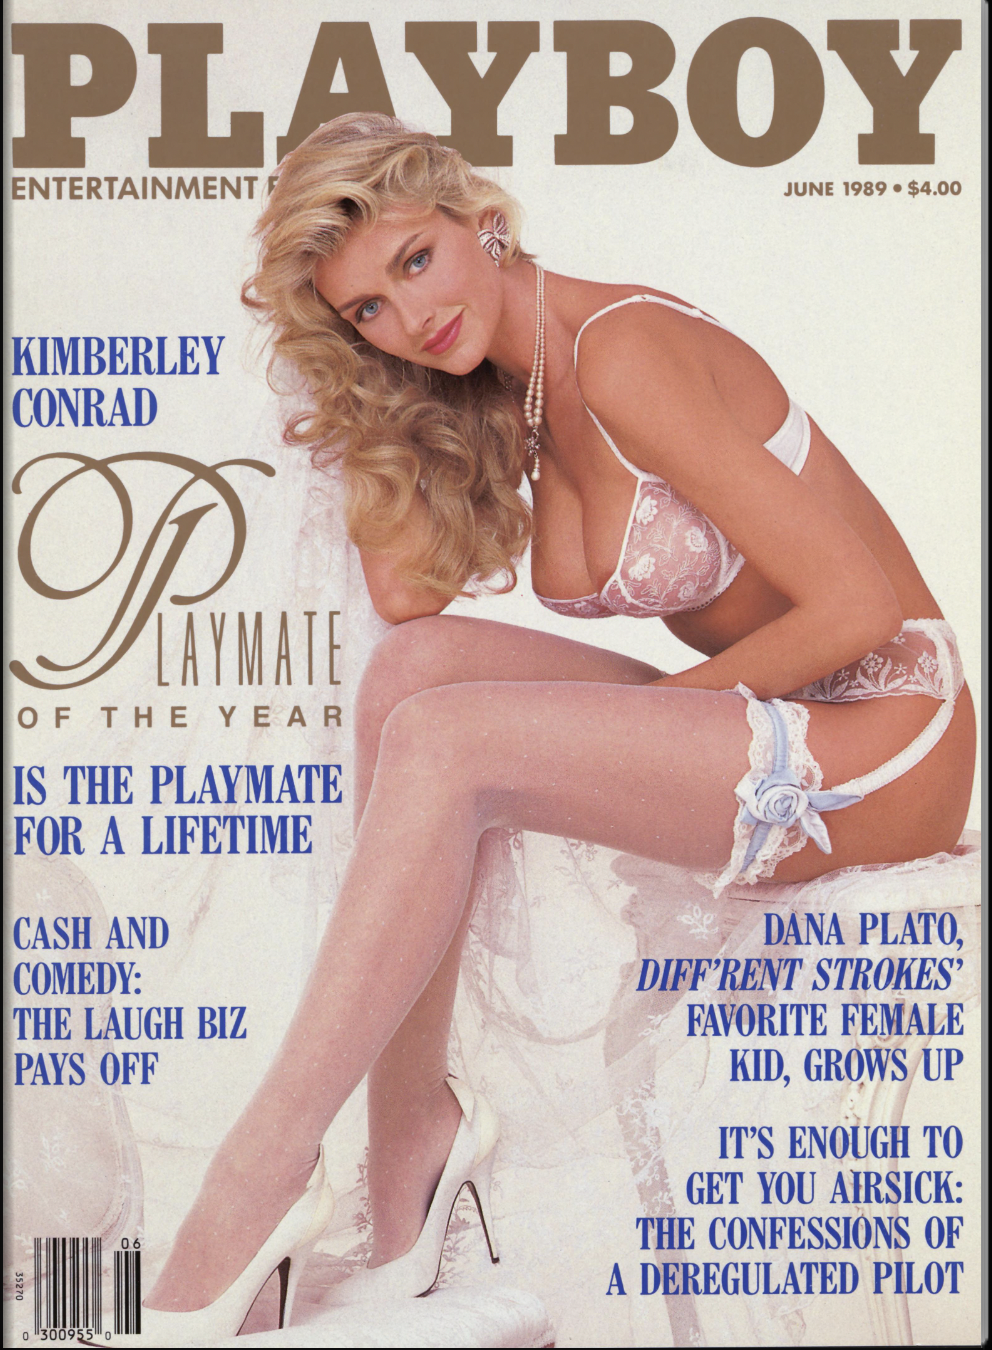 PLAYBOY
ENTERTAINMENT F
JUNE 1989 • $4.00
KIMBERLEY
CONRAD
PLAYMATE
OF THE YEAR
IS THE PLAYMATE
FOR A LIFETIME
CASH AND
COMEDY:
THE LAUGH BIZ
PAYS OFF
DANA PLATO,
DIFF'RENT STROKES'
FAVORITE FEMALE
KID, GROWS UP
IT'S ENOUGH TO
GET YOU AIRSICK:
THE CONFESSIONS OF
A DEREGULATED PILOT
06
35270
0 300955 0